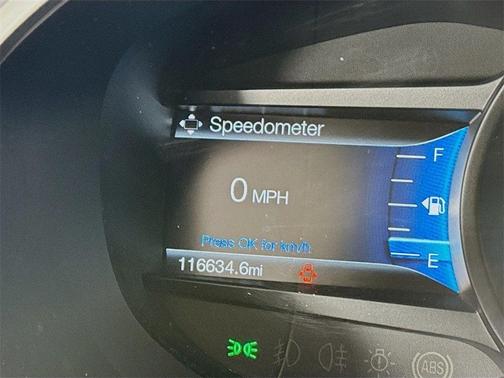 Speedometer
F
0 MPH
Press OK for km/h
E
116634.6mi
ABS